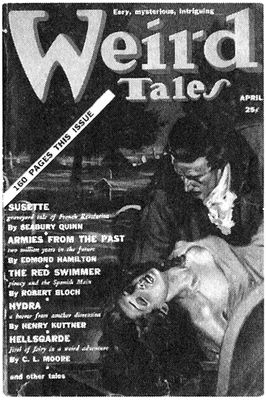 Eery, mysterious, intriguing
Weird
Tales
APRIL
25¢
160 PAGES THIS ISSUE
SUSETTE
graveyard tale of French Revolution
By SEABURY QUINN
ARMIES FROM THE PAST
two million years in the future
By EDMOND HAMILTON
THE RED SWIMMER
piracy and the Spanish Main
By ROBERT BLOCH
HYDRA
a horror from another dimension
By HENRY KUTTNER
HELLSGARDE
Jirel of Joiry in a weird adventure
By C. L. MOORE
and other tales